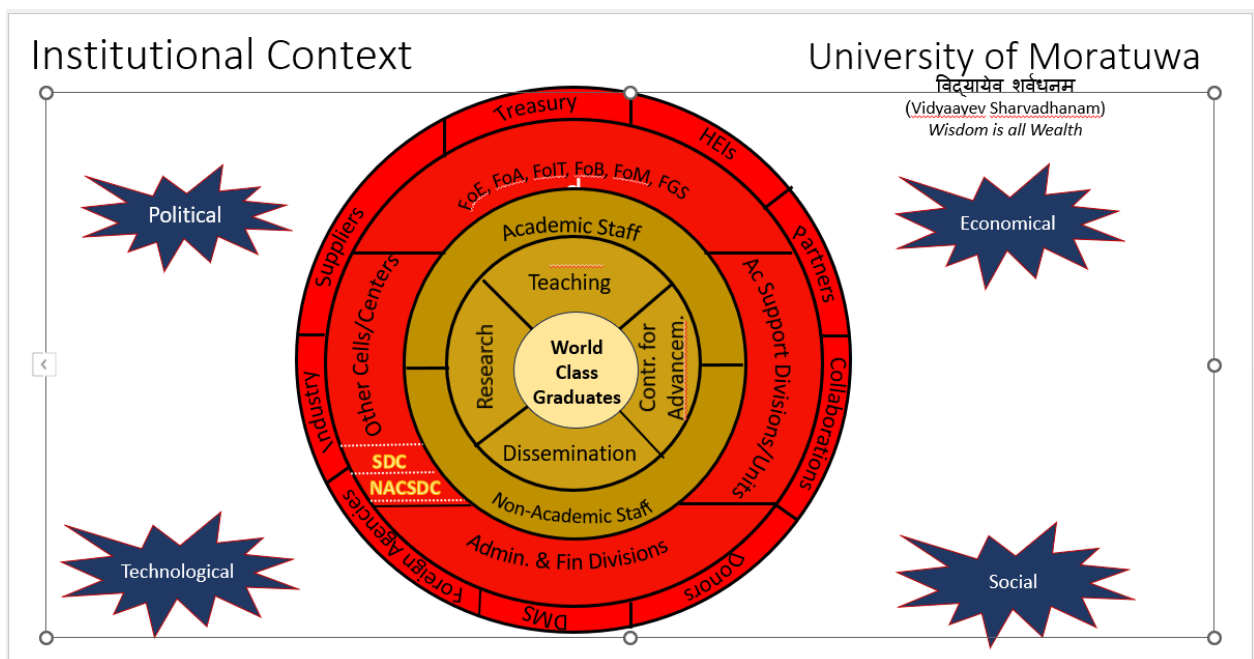 Institutional Context
University of Moratuwa
विद्यायेव शर्वधनम
(Vidyaayev Sharvadhanam)
Wisdom is all Wealth
Political
Economical
Technological
Social
Treasury
HEIs
Partners
Collaborations
Donors
DMS
Foreign Agencies
Industry
Suppliers
FoE, FoA, FoIT, FoB, FoM, FGS
Ac Support Divisions/Units
Admin. & Fin Divisions
Other Cells/Centers
SDC
NACSDC
Academic Staff
Non-Academic Staff
Teaching
Contr. for
Advancem.
Dissemination
Research
World
Class
Graduates